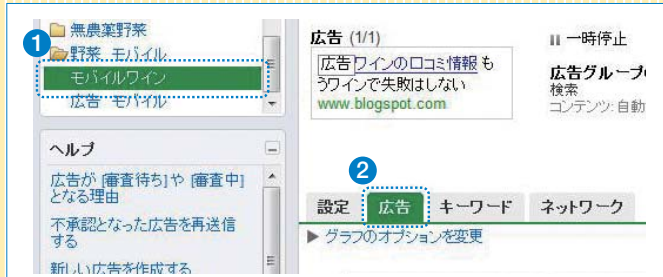 無農薬野菜
1
野菜 モバイル
モバイルワイン
広告 モバイル
ヘルプ
広告が [審査待ち]や [審査中]
となる理由
不承認となった広告を再送信
する
新しい広告を作成する
広告 (1/1)
広告ワインの口コミ情報 も
うワインで失敗はしない
www.blogspot.com
一時停止
広告グループ
検索
コンテンツ: 自動
2
設定 広告 キーワード ネットワーク
▶ グラフのオプションを変更